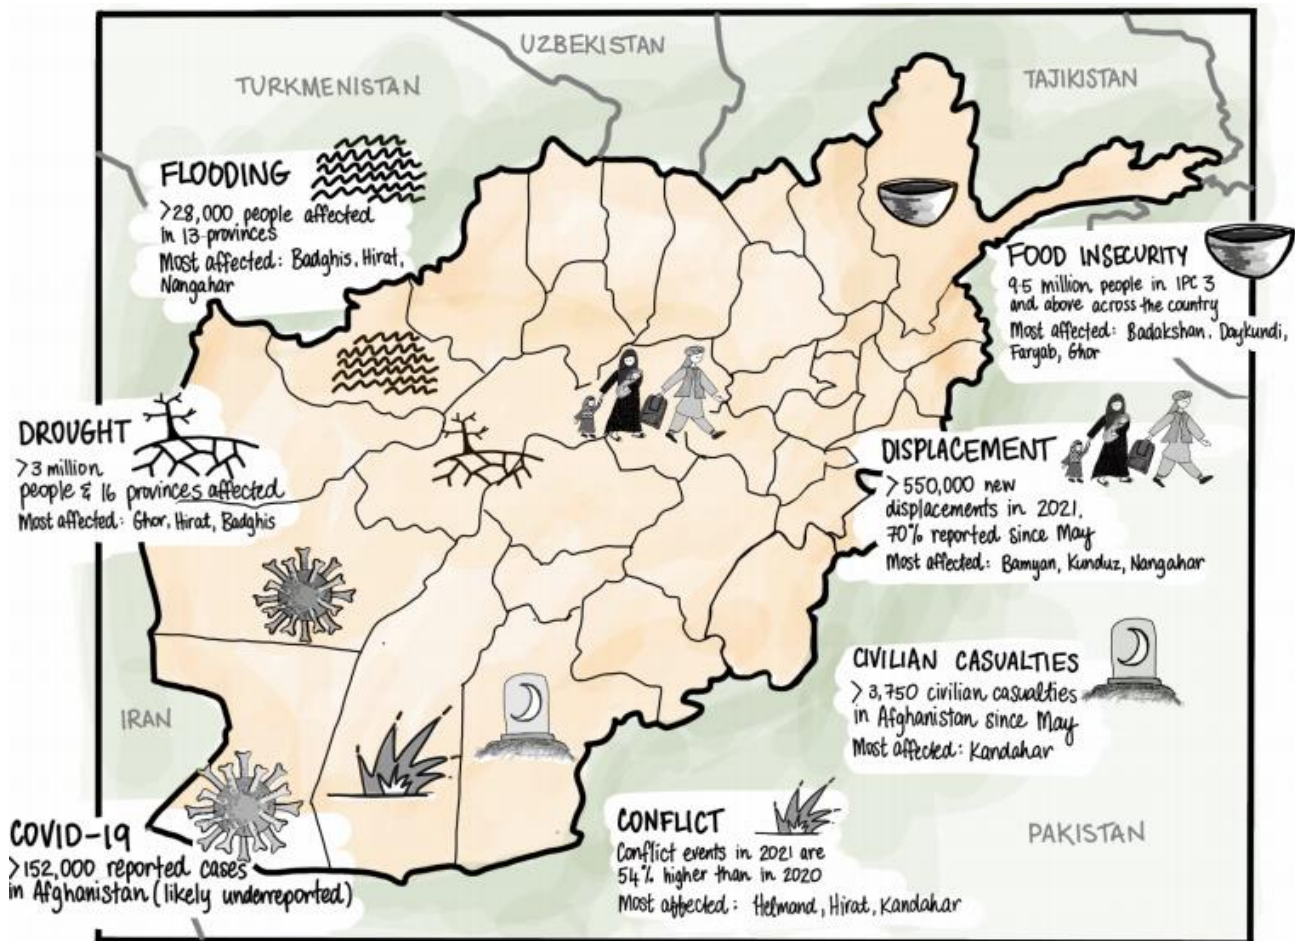 UZBEKISTAN
TURKMENISTAN
TAJIKISTAN
FLOODING
>28,000 people affected
in 13 provinces
Most affected: Badghis, Hirat,
Nangahar
FOOD INSECURITY
9.5 million people in IPC 3
and above across the country
Most affected: Badakshan, Daykundi,
Faryab, Ghor
DROUGHT
>3 million
people & 16 provinces affected
Most affected: Ghor, Hirat, Badghis
DISPLACEMENT
>550,000 new
displacements in 2021,
70% reported since May
Most affected: Bamyan, Kunduz, Nangahar
CIVILIAN CASUALTIES
>3,750 civilian casualties
in Afghanistan since May
Most affected: Kandahar
IRAN
COVID-19
>152,000 reported cases
in Afghanistan (likely underreported)
CONFLICT
Conflict events in 2021 are
54% higher than in 2020
Most affected: Helmand, Hirat, Kandahar
PAKISTAN